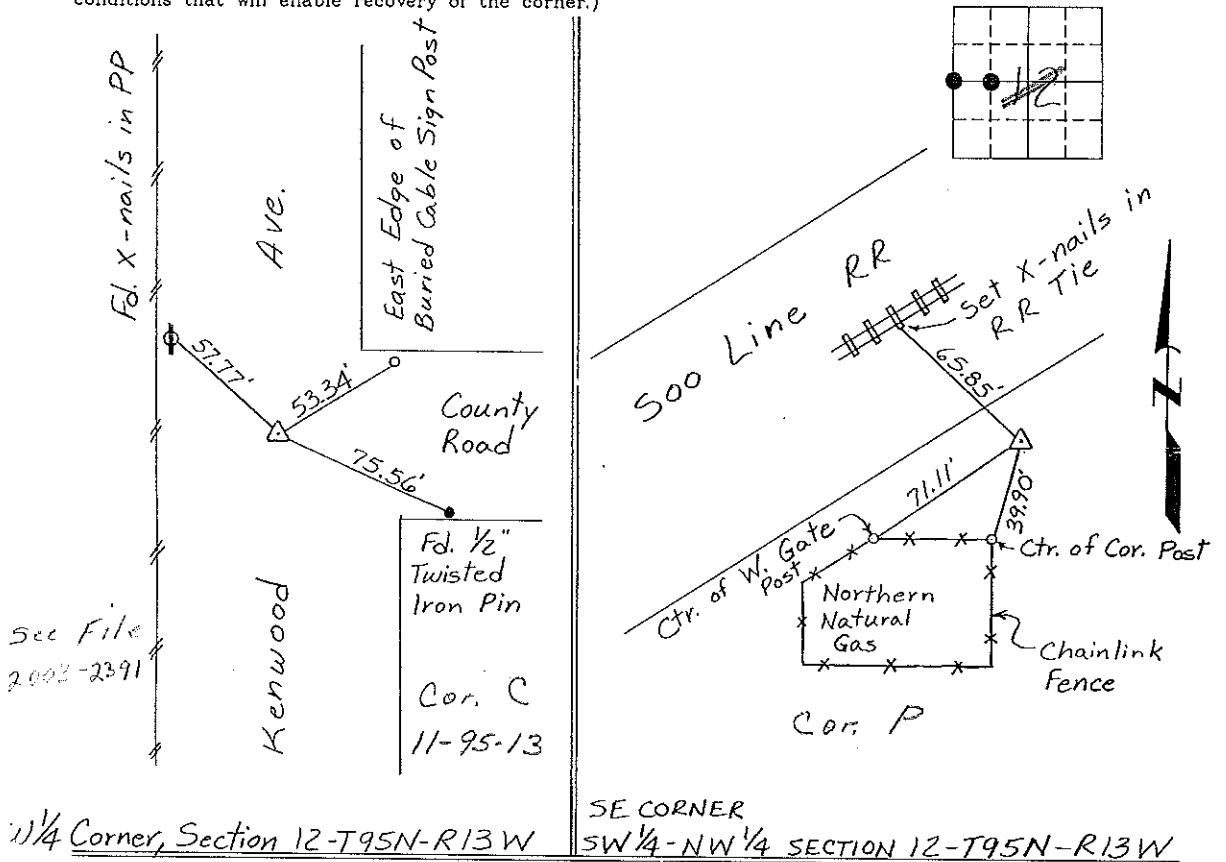 conditions that will enable recovery of the corner.)
Fd. X-nails in PP
Ave.
East Edge of
Buried Cable Sign Post
57.77'
53.34'
County
Road
75.56'
Fd. 1/2"
Twisted
Iron Pin
See File
2003-2391
Kenwood
Cor. C
11-95-13
1/4 Corner, Section 12-T95N-R13W
12
Soo Line RR
Set X-nails in
RR Tie
65.85'
N
71.11'
39.90'
Ctr. of W. Gate
Post
Ctr. of Cor. Post
Northern
Natural
Gas
Chainlink
Fence
Cor. P
SE CORNER
SW 1/4-NW 1/4 SECTION 12-T95N-R13W